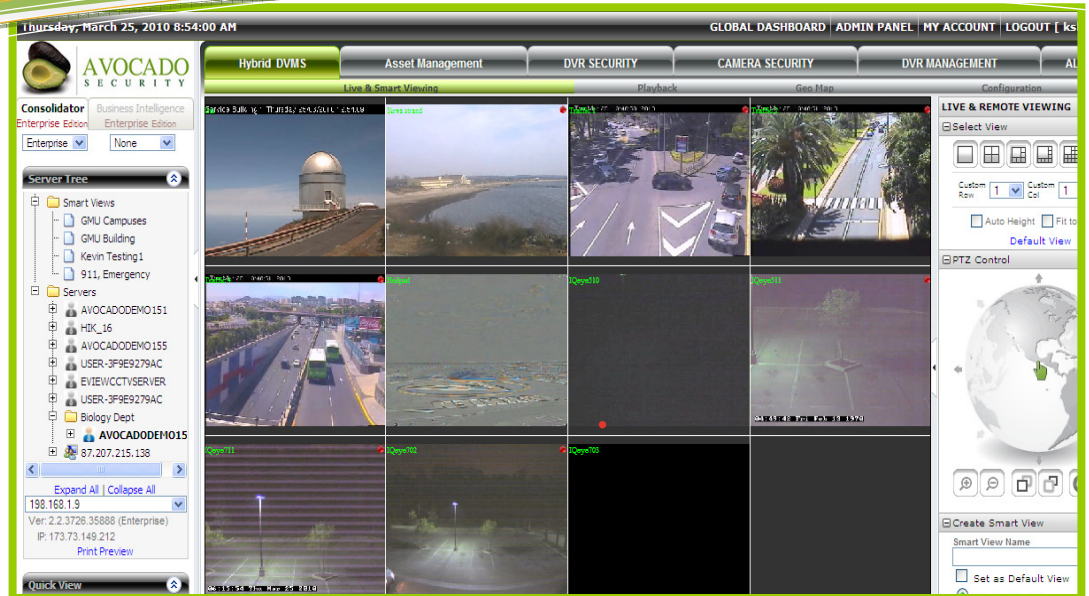 Thursday, March 25, 2010 8:54:00 AM
GLOBAL DASHBOARD ADMIN PANEL MY ACCOUNT LOGOUT [ ks
AVOCADO
SECURITY
Hybrid DVMS
Asset Management
DVR SECURITY
CAMERA SECURITY
DVR MANAGEMENT
AL
Live & Smart Viewing
Playback
Geo Map
Configuration
Consolidator
Enterprise Edition
Business Intelligence
Enterprise Edition
Enterprise
None
Server Tree
Smart Views
GMU Campuses
GMU Building
Kevin Testing1
911, Emergency
Servers
AVOCADODEMO151
HIK_16
AVOCADODEMO155
USER-3F9E9279AC
EVIEWCCTVSERVER
USER-3F9E9279AC
Biology Dept
AVOCADODEMO15
87.207.215.138
Expand All | Collapse All
198.168.1.9
Ver: 2.2.3726.35888 (Enterprise)
IP: 173.73.149.212
Print Preview
Quick View
IQeye510
IQeye511
IQeye711
IQeye702
IQeye703
LIVE & REMOTE VIEWING
Select View
Custom Row
1
Custom Col
1
Auto Height
Fit to
Default View
PTZ Control
Create Smart View
Smart View Name
Set as Default View